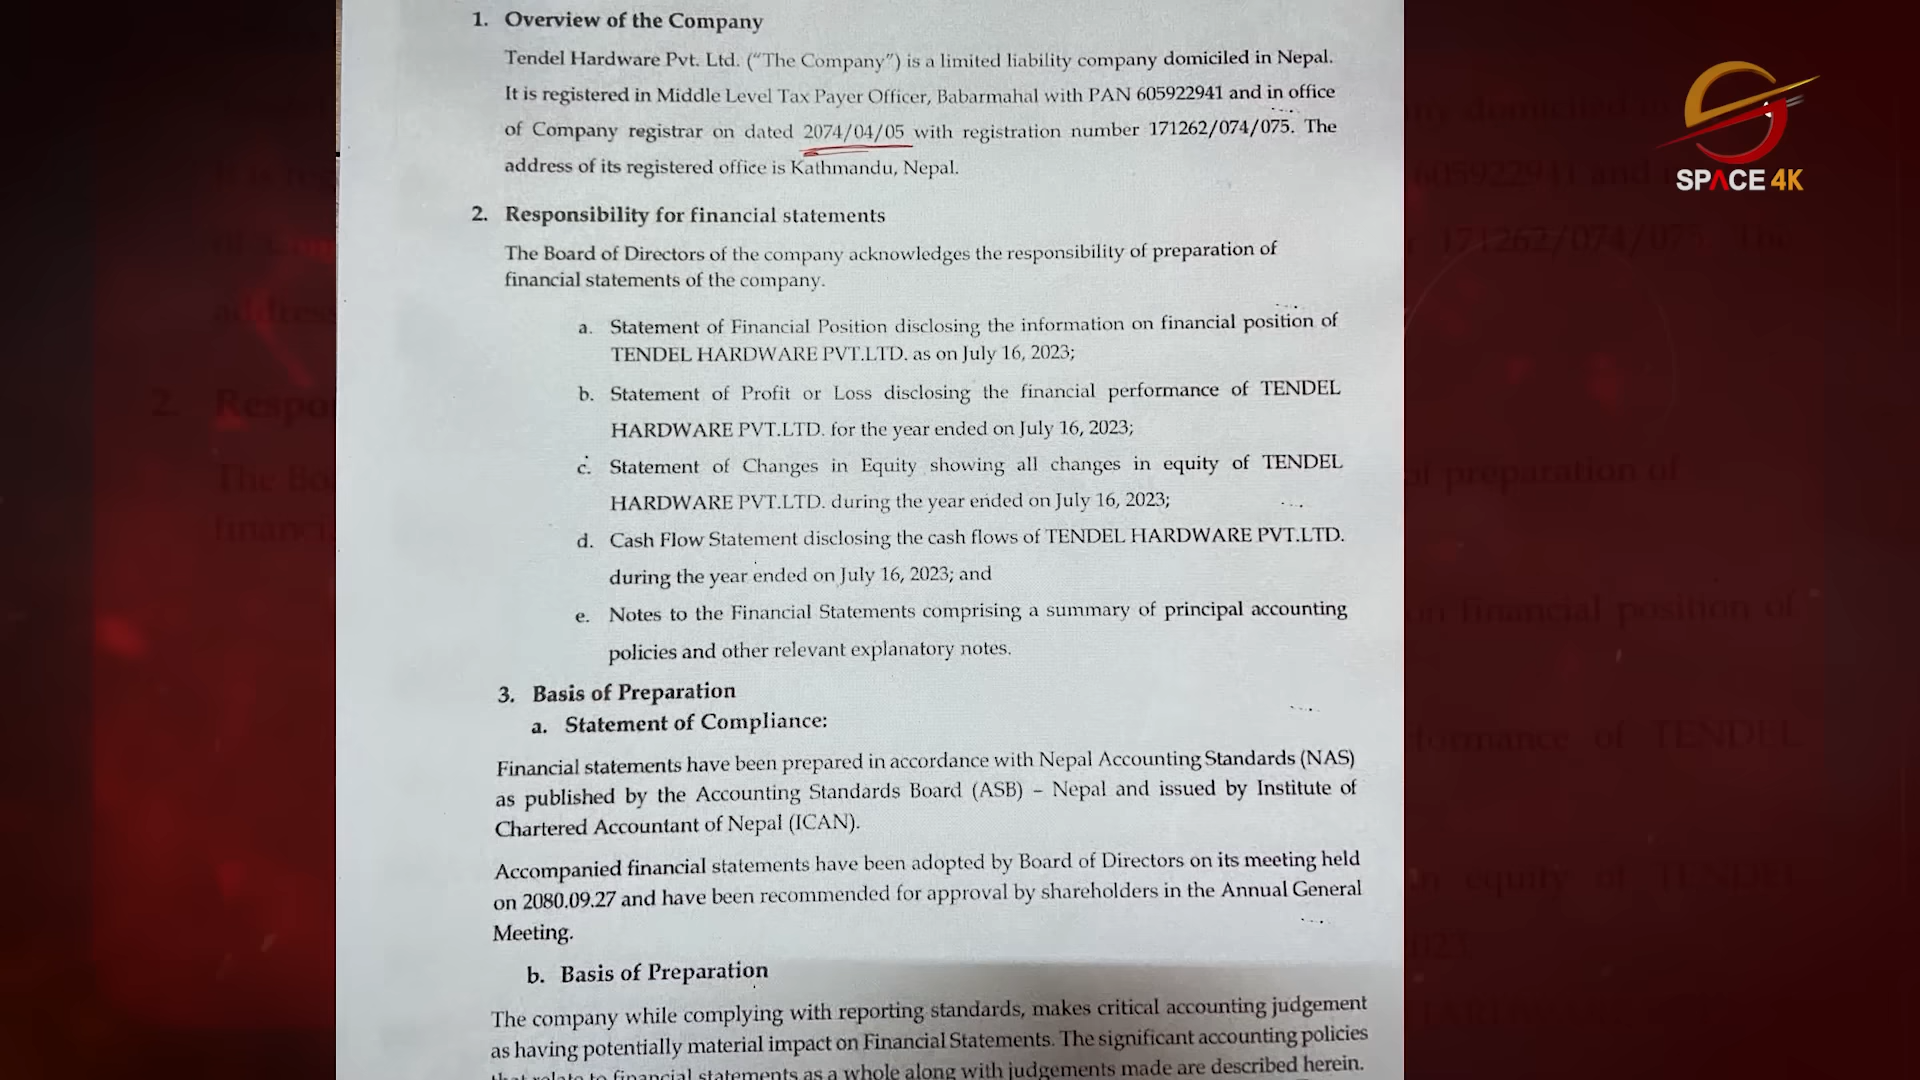 1. Overview of the Company
Tendel Hardware Pvt. Ltd. ("The Company") is a limited liability company domiciled in Nepal.
It is registered in Middle Level Tax Payer Officer, Babarmahal with PAN 605922941 and in office
of Company registrar on dated 2074/04/05 with registration number 171262/074/075. The
address of its registered office is Kathmandu, Nepal.
2. Responsibility for financial statements
The Board of Directors of the company acknowledges the responsibility of preparation of
financial statements of the company.
a. Statement of Financial Position disclosing the information on financial position of
TENDEL HARDWARE PVT.LTD. as on July 16, 2023;
b. Statement of Profit or Loss disclosing the financial performance of TENDEL
HARDWARE PVT.LTD. for the year ended on July 16, 2023;
c. Statement of Changes in Equity showing all changes in equity of TENDEL
HARDWARE PVT.LTD. during the year ended on July 16, 2023;
d. Cash Flow Statement disclosing the cash flows of TENDEL HARDWARE PVT.LTD.
during the year ended on July 16, 2023; and
e. Notes to the Financial Statements comprising a summary of principal accounting
policies and other relevant explanatory notes.
3. Basis of Preparation
a. Statement of Compliance:
Financial statements have been prepared in accordance with Nepal Accounting Standards (NAS)
as published by the Accounting Standards Board (ASB) – Nepal and issued by Institute of
Chartered Accountant of Nepal (ICAN).
Accompanied financial statements have been adopted by Board of Directors on its meeting held
on 2080.09.27 and have been recommended for approval by shareholders in the Annual General
Meeting.
b. Basis of Preparation
The company while complying with reporting standards, makes critical accounting judgement
as having potentially material impact on Financial Statements. The significant accounting policies
that relate to financial statements as a whole along with judgements made are described herein.
SPACE 4K